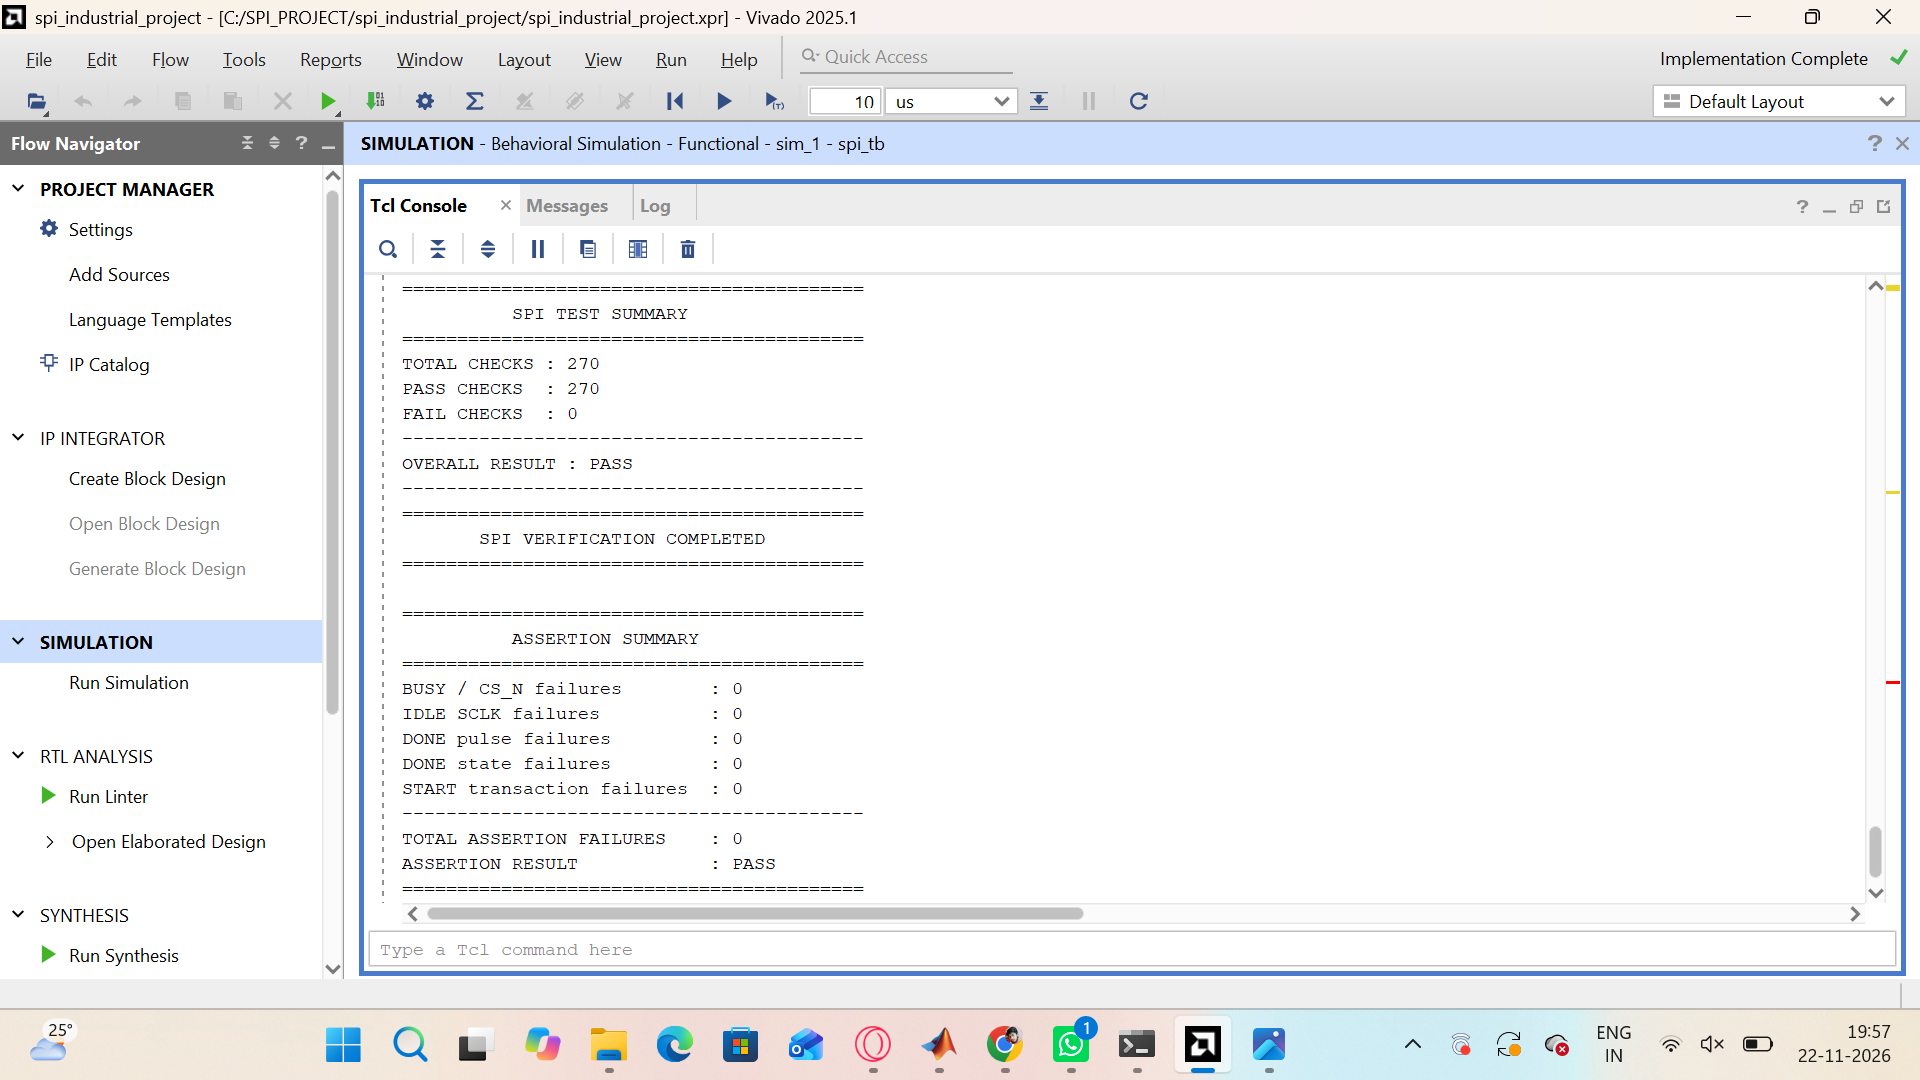 spi_industrial_project - [C:/SPI_PROJECT/spi_industrial_project/spi_industrial_project.xpr] - Vivado 2025.1
File Edit Flow Tools Reports Window Layout View Run Help Quick Access Implementation Complete
10 us Default Layout
Flow Navigator
SIMULATION - Behavioral Simulation - Functional - sim_1 - spi_tb
PROJECT MANAGER
Settings
Add Sources
Language Templates
IP Catalog
IP INTEGRATOR
Create Block Design
Open Block Design
Generate Block Design
SIMULATION
Run Simulation
RTL ANALYSIS
Run Linter
Open Elaborated Design
SYNTHESIS
Run Synthesis
Tcl Console Messages Log
==========================================
SPI TEST SUMMARY
==========================================
TOTAL CHECKS : 270
PASS CHECKS : 270
FAIL CHECKS : 0
------------------------------------------
OVERALL RESULT : PASS
------------------------------------------
==========================================
SPI VERIFICATION COMPLETED
==========================================
==========================================
ASSERTION SUMMARY
==========================================
BUSY / CS_N failures : 0
IDLE SCLK failures : 0
DONE pulse failures : 0
DONE state failures : 0
START transaction failures : 0
------------------------------------------
TOTAL ASSERTION FAILURES : 0
ASSERTION RESULT : PASS
==========================================
Type a Tcl command here
25°
1
ENG
IN
19:57
22-11-2026